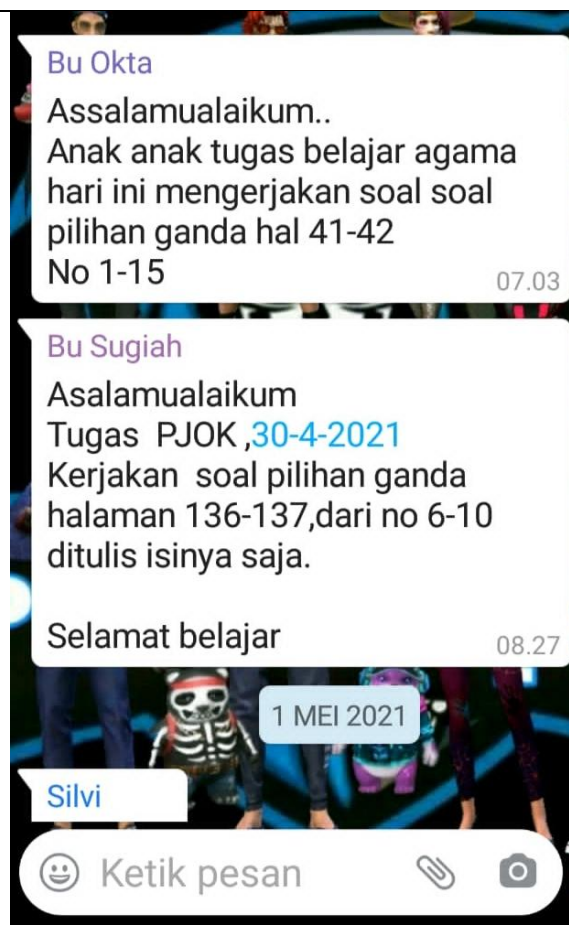 Bu Okta
Assalamualaikum..
Anak anak tugas belajar agama
hari ini mengerjakan soal soal
pilihan ganda hal 41-42
No 1-15
07.03
Bu Sugiah
Asalamualaikum
Tugas PJOK ,30-4-2021
Kerjakan soal pilihan ganda
halaman 136-137,dari no 6-10
ditulis isinya saja.
Selamat belajar
08.27
1 MEI 2021
Silvi
Ketik pesan